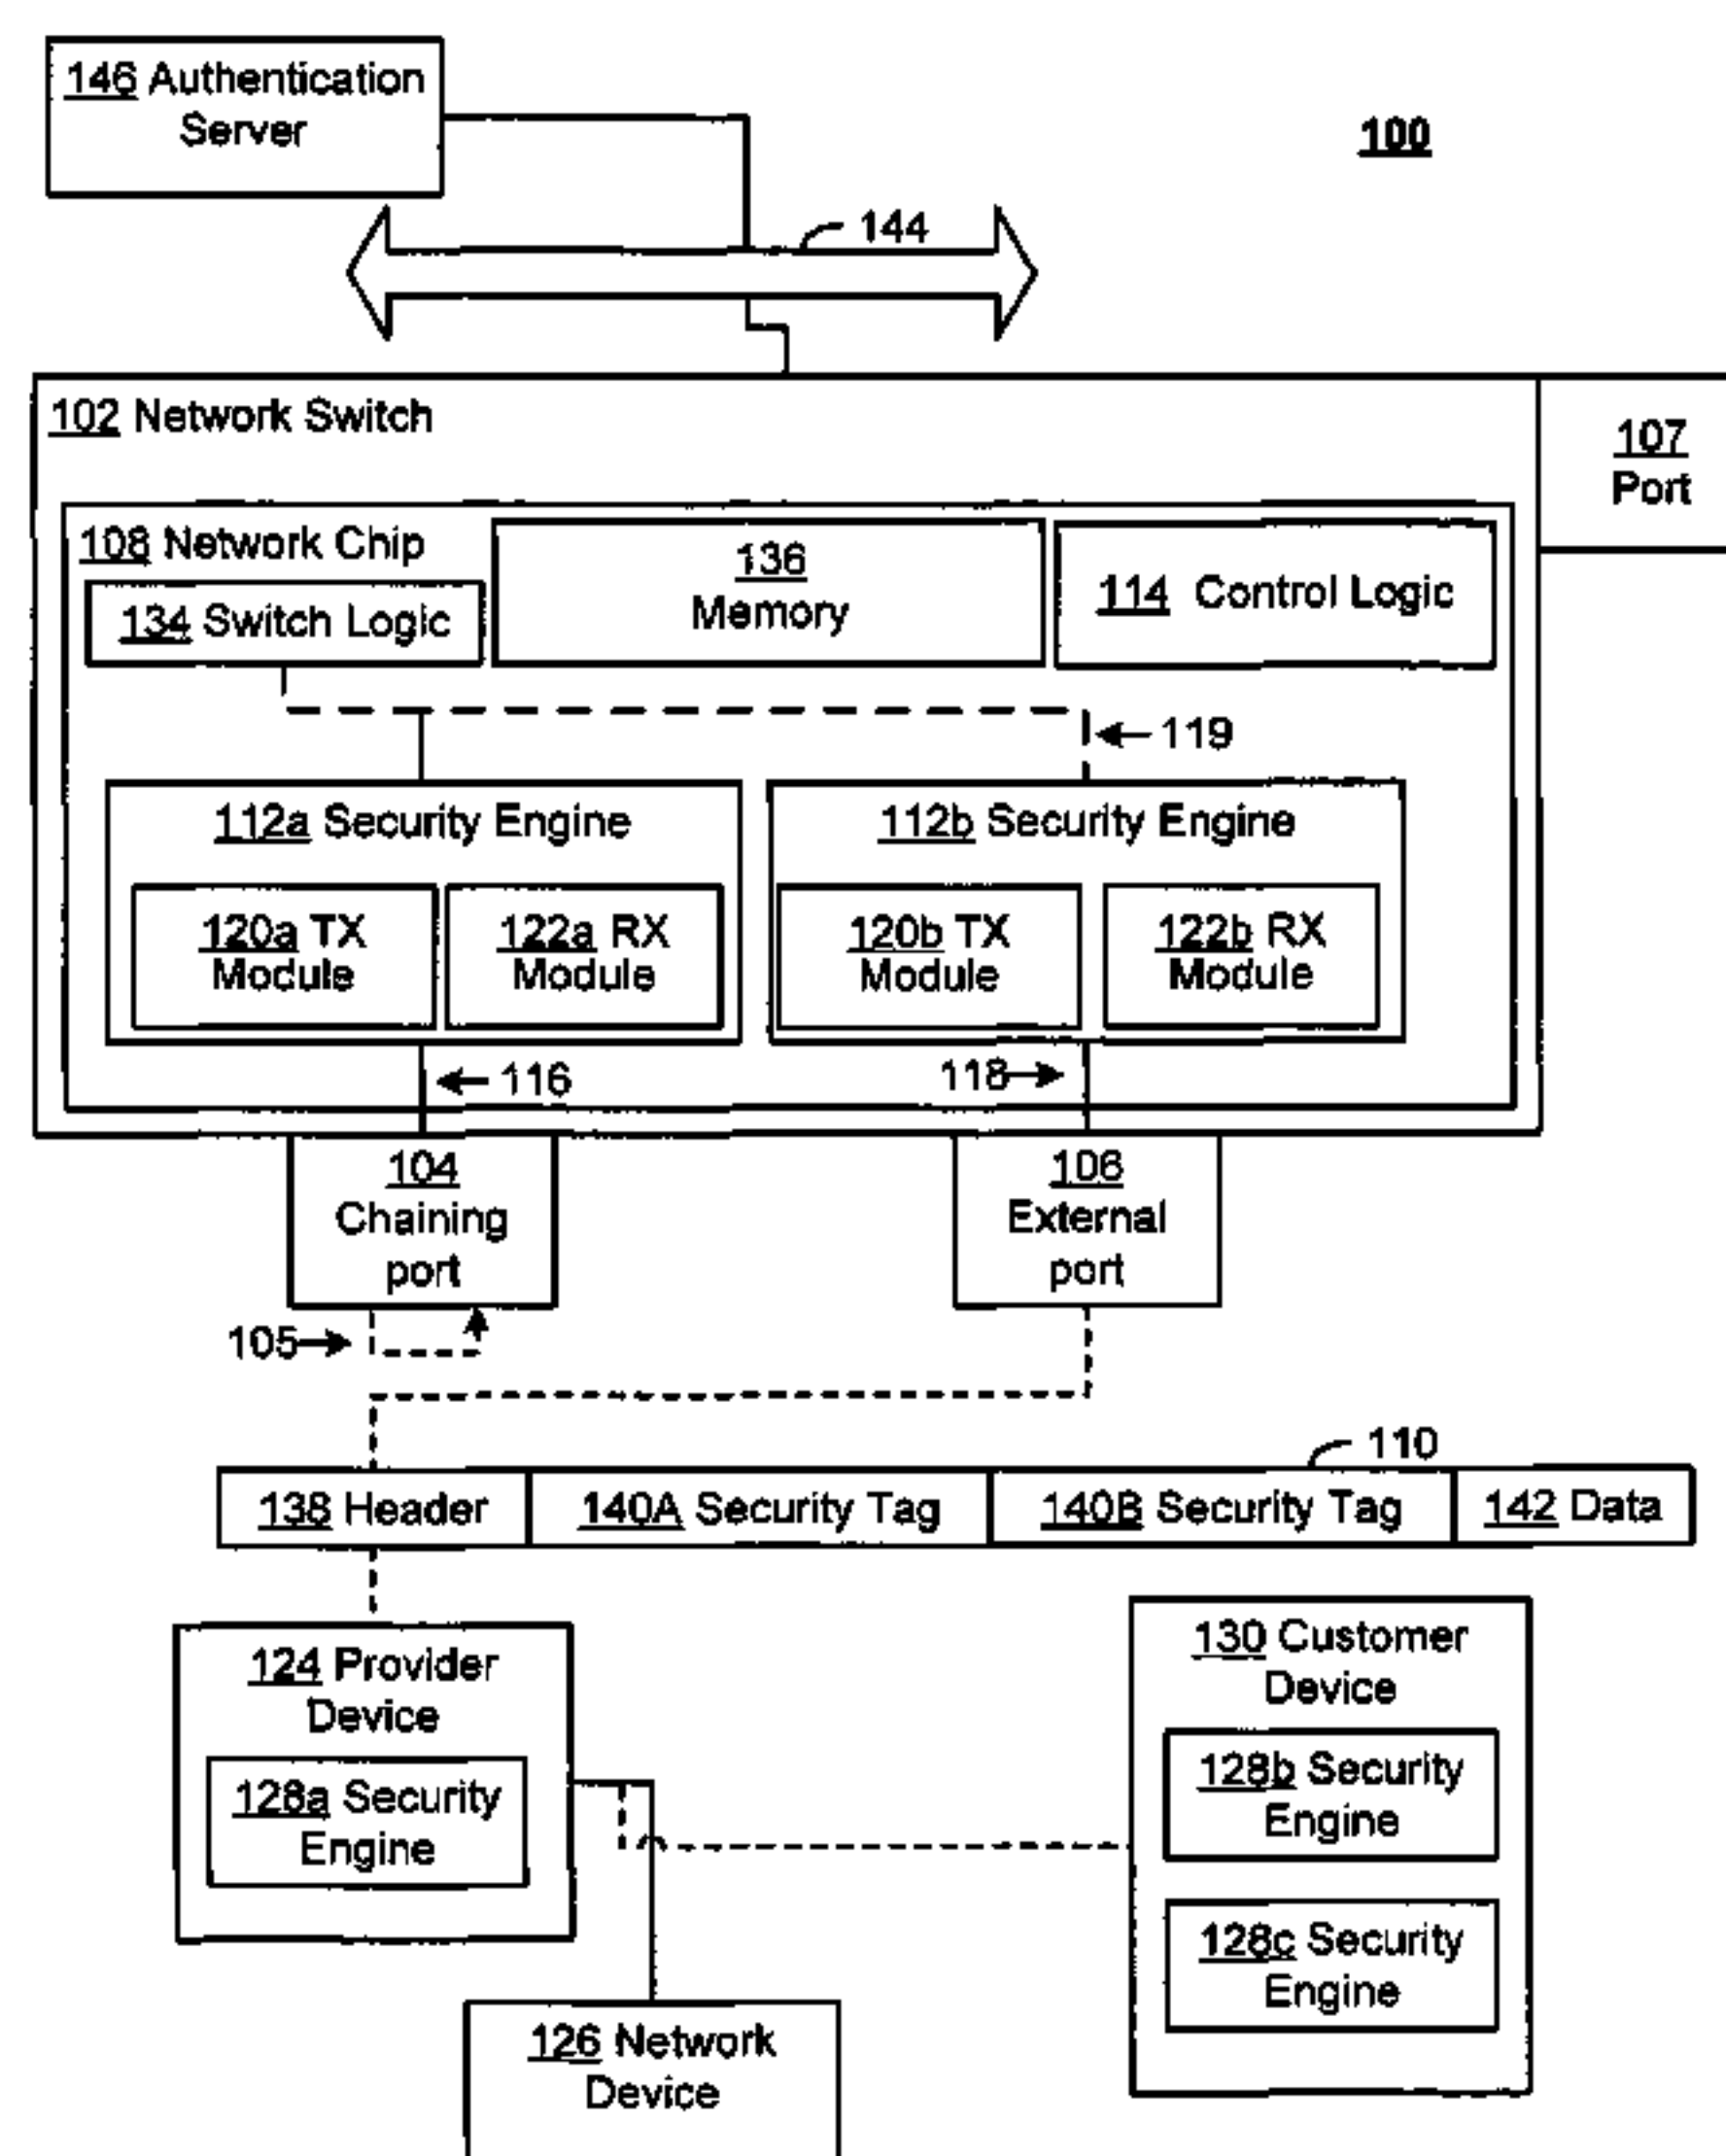 146 Authentication
Server
100
144
102 Network Switch
107
Port
108 Network Chip
136
Memory
114 Control Logic
134 Switch Logic
119
112a Security Engine
112b Security Engine
120a TX
Module
122a RX
Module
120b TX
Module
122b RX
Module
116
118
104
Chaining
port
106
External
port
105
110
138 Header
140A Security Tag
140B Security Tag
142 Data
124 Provider
Device
128a Security
Engine
130 Customer
Device
128b Security
Engine
128c Security
Engine
126 Network
Device